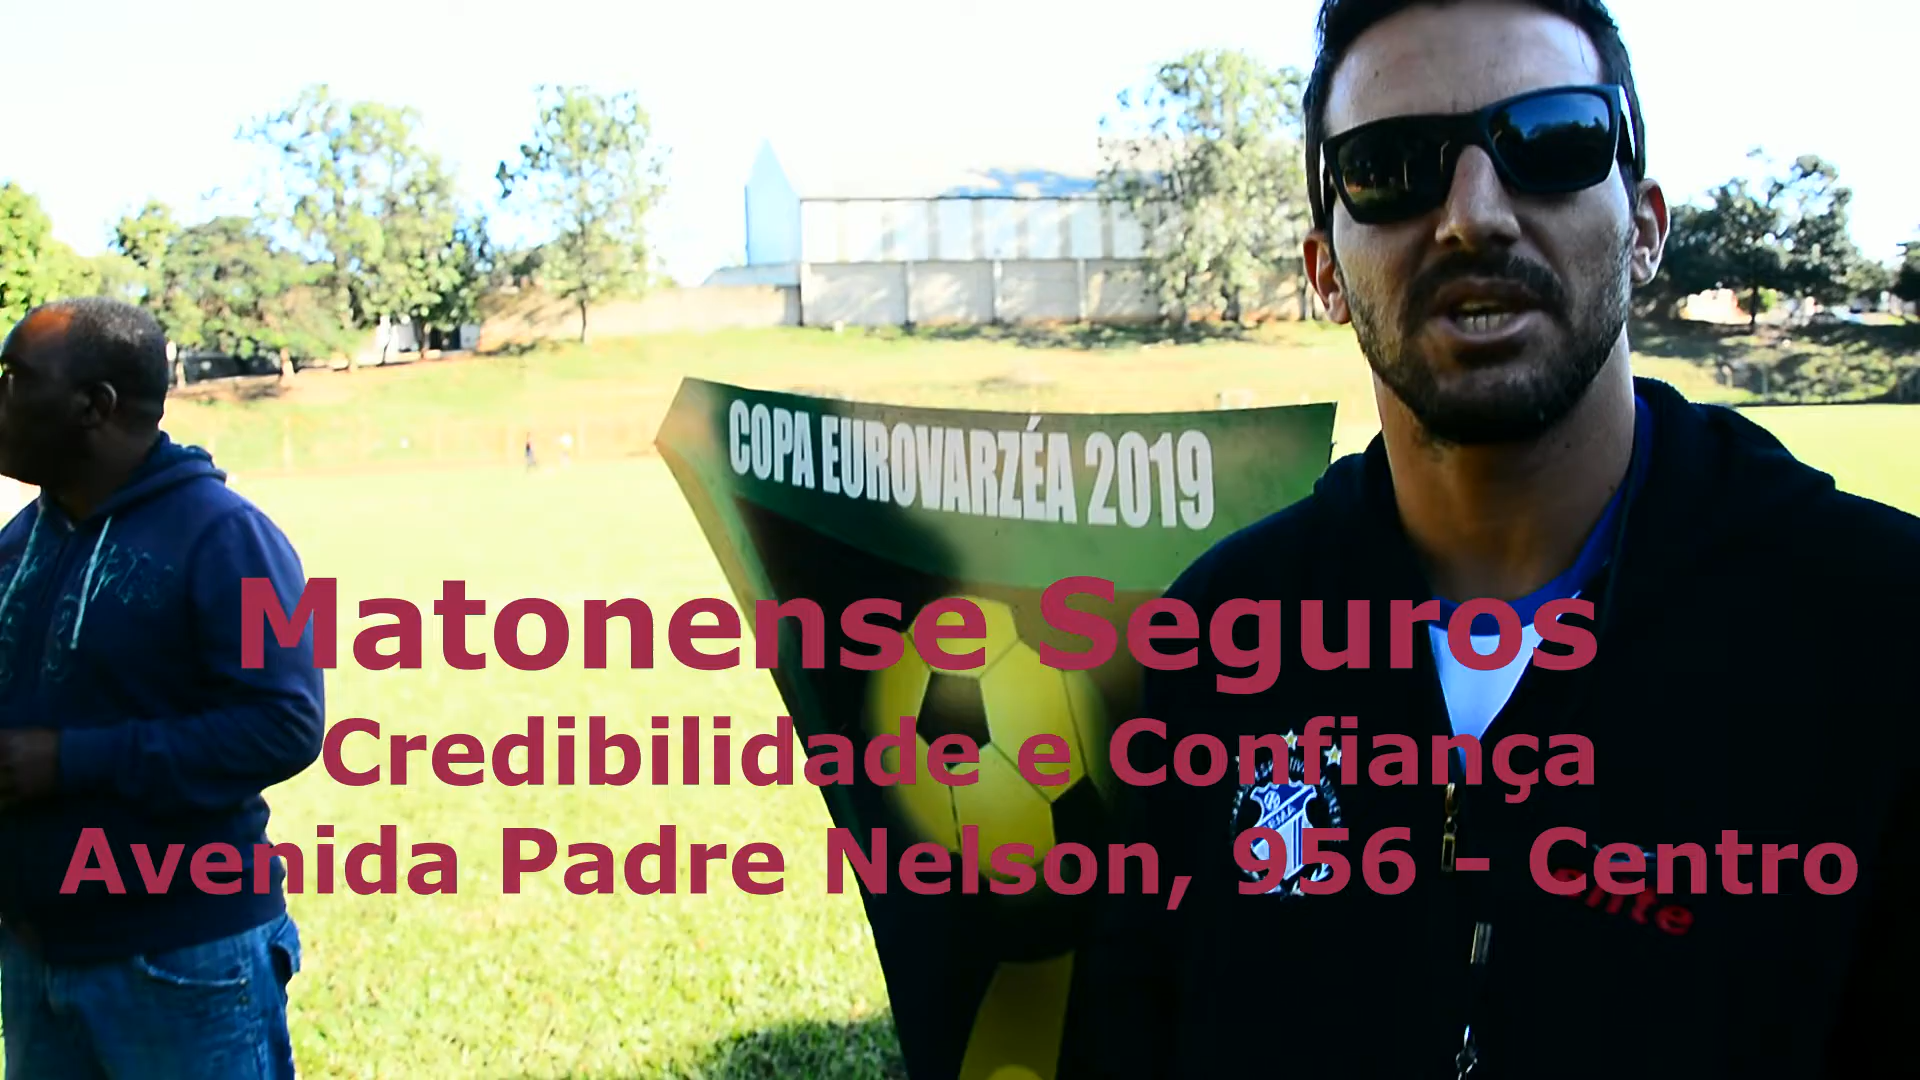 COPA EUROVARZÉA 2019
Matonense Seguros
Credibilidade e Confiança
Avenida Padre Nelson, 956 - Centro